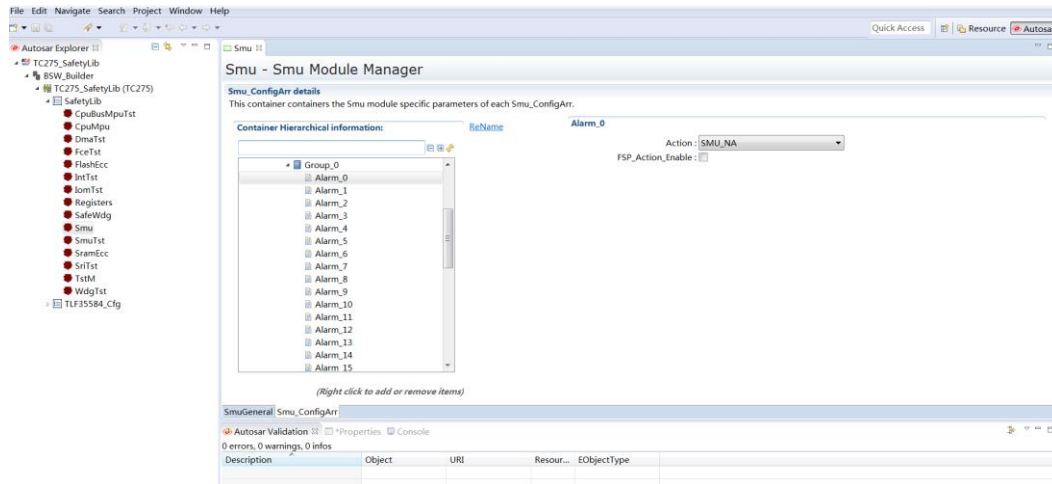 File Edit Navigate Search Project Window Help
Quick Access
Resource
Autosa
Autosar Explorer
TC275_SafetyLib
BSW_Builder
TC275_SafetyLib (TC275)
SafetyLib
CpuBusMpuTst
CpuMpu
DmaTst
FceTst
FlashEcc
IntTst
IomTst
Registers
SafeWdg
Smu
SmuTst
SramEcc
SriTst
TstM
WdgTst
TLF35584_Cfg
Smu
Smu - Smu Module Manager
Smu_ConfigArr details
This container containers the Smu module specific parameters of each Smu_ConfigArr.
Container Hierarchical information:
ReName
Group_0
Alarm_0
Alarm_1
Alarm_2
Alarm_3
Alarm_4
Alarm_5
Alarm_6
Alarm_7
Alarm_8
Alarm_9
Alarm_10
Alarm_11
Alarm_12
Alarm_13
Alarm_14
Alarm_15
(Right click to add or remove items)
Alarm_0
Action : SMU_NA
FSP_Action_Enable :
SmuGeneral Smu_ConfigArr
Autosar Validation *Properties Console
0 errors, 0 warnings, 0 infos
Description Object URI Resour... EObjectType